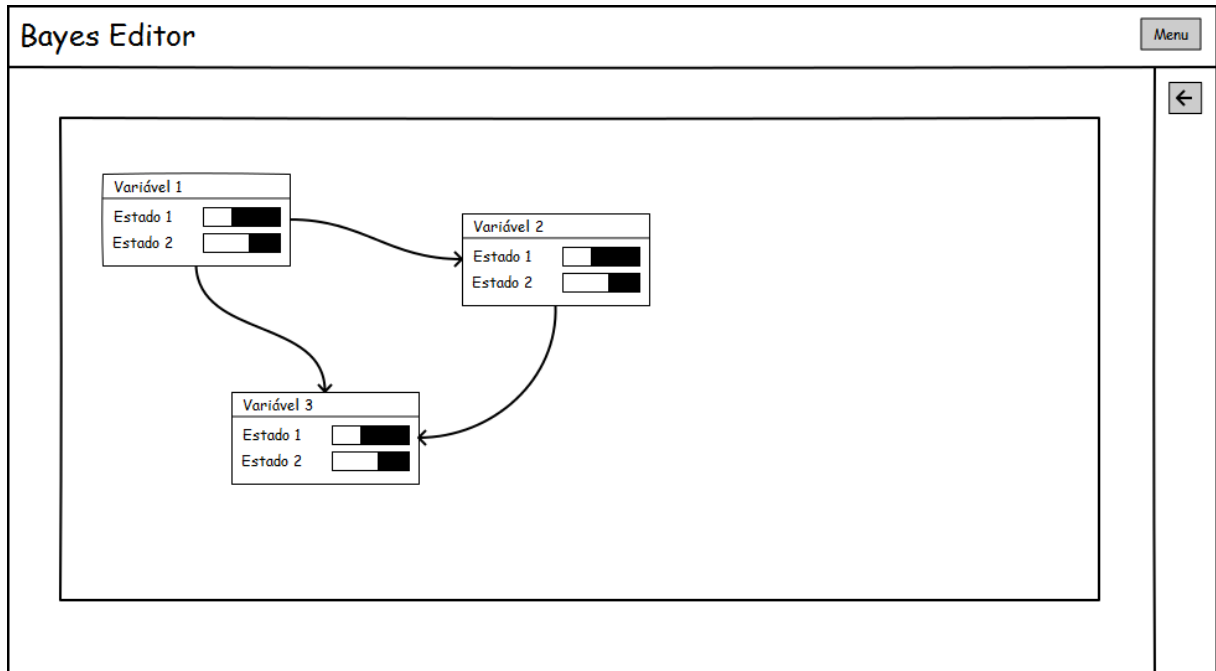 Bayes Editor
Menu
Variável 1
Estado 1
Estado 2
Variável 2
Estado 1
Estado 2
Variável 3
Estado 1
Estado 2